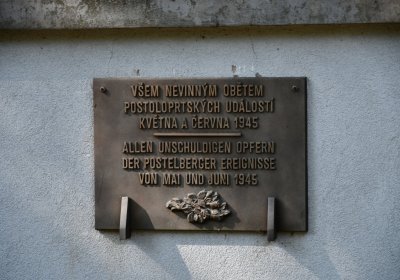 VŠEM NEVINNÝM OBĚTEM
POSTOLOPRTSKÝCH UDÁLOSTÍ
KVĚTNA A ČERVNA 1945
ALLEN UNSCHULDIGEN OPFERN
DER POSTELBERGER EREIGNISSE
VON MAI UND JUNI 1945